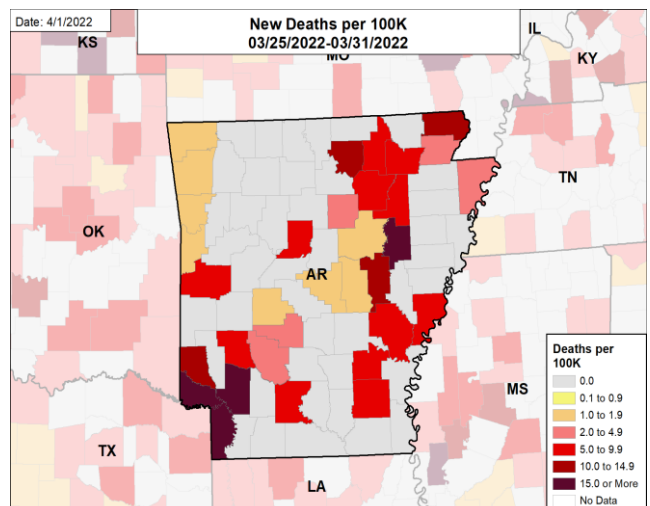 Date: 4/1/2022
New Deaths per 100K
03/25/2022-03/31/2022
IL
KS
MO
KY
TN
OK
AR
MS
TX
LA
Deaths per
100K
0.0
0.1 to 0.9
1.0 to 1.9
2.0 to 4.9
5.0 to 9.9
10.0 to 14.9
15.0 or More
No Data